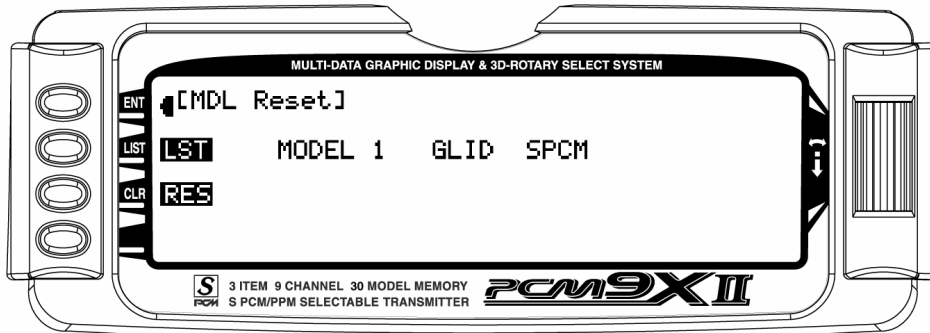 MULTI-DATA GRAPHIC DISPLAY & 3D-ROTARY SELECT SYSTEM
ENT [MDL Reset]
LIST LST MODEL 1 GLID SPCM
CLR RES
S PCM 3 ITEM 9 CHANNEL 30 MODEL MEMORY
S PCM/PPM SELECTABLE TRANSMITTER
PCM9X II